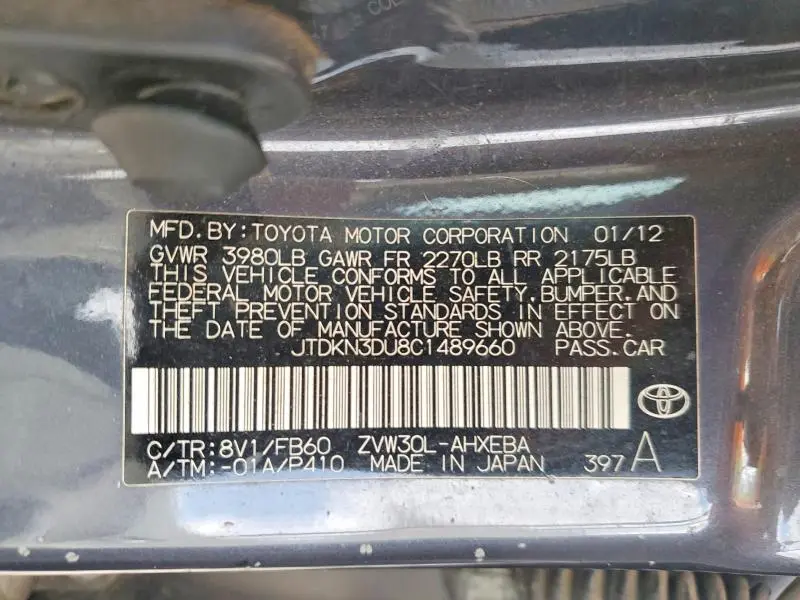 MFD. BY: TOYOTA MOTOR CORPORATION 01/12
GVWR 3980LB GAWR FR 2270LB RR 2175LB
THIS VEHICLE CONFORMS TO ALL APPLICABLE
FEDERAL MOTOR VEHICLE SAFETY, BUMPER, AND
THEFT PREVENTION STANDARDS IN EFFECT ON
THE DATE OF MANUFACTURE SHOWN ABOVE.
JTDKN3DU8C1489660 PASS. CAR
C/TR:8V1/FB60 ZVW30L-AHXEBA
A/TM:-01A/P410 MADE IN JAPAN 397 A